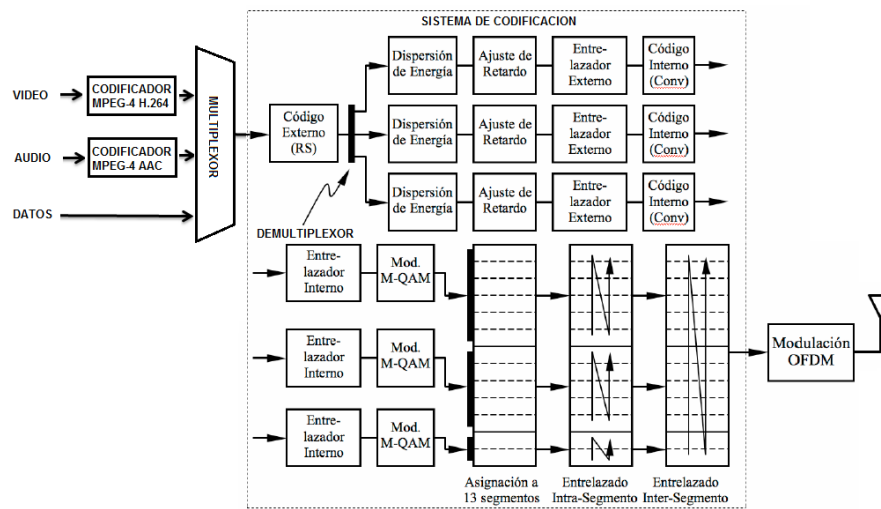 SISTEMA DE CODIFICACION
VIDEO
CODIFICADOR
MPEG-4 H.264
AUDIO
CODIFICADOR
MPEG-4 AAC
DATOS
MULTIPLEXOR
Código
Externo
(RS)
DEMULTIPLEXOR
Dispersión
de Energía
Ajuste de
Retardo
Entre-
lazador
Externo
Código
Interno
(Conv)
Dispersión
de Energía
Ajuste de
Retardo
Entre-
lazador
Externo
Código
Interno
(Conv)
Dispersión
de Energía
Ajuste de
Retardo
Entre-
lazador
Externo
Código
Interno
(Conv)
Entre-
lazador
Interno
Mod.
M-QAM
Entre-
lazador
Interno
Mod.
M-QAM
Entre-
lazador
Interno
Mod.
M-QAM
Asignación a
13 segmentos
Entrelazado
Intra-Segmento
Entrelazado
Inter-Segmento
Modulación
OFDM